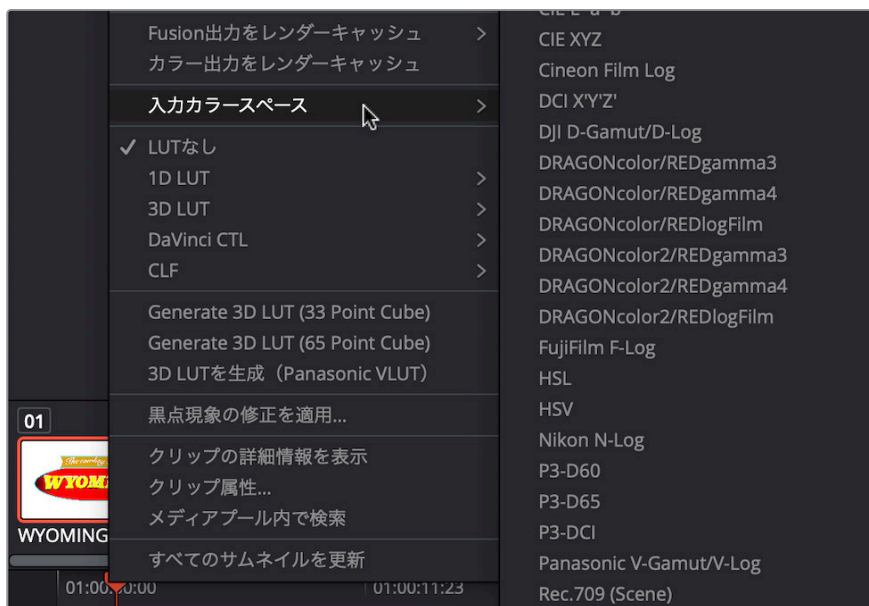 Fusion出力をレンダーキャッシュ
カラー出力をレンダーキャッシュ
入力カラースペース
LUTなし
1D LUT
3D LUT
DaVinci CTL
CLF
Generate 3D LUT (33 Point Cube)
Generate 3D LUT (65 Point Cube)
3D LUTを生成（Panasonic VLUT）
黒点現象の修正を適用...
クリップの詳細情報を表示
クリップ属性...
メディアプール内で検索
すべてのサムネイルを更新
CIE XYZ
Cineon Film Log
DCI X'Y'Z'
DJI D-Gamut/D-Log
DRAGONcolor/REDgamma3
DRAGONcolor/REDgamma4
DRAGONcolor/REDlogFilm
DRAGONcolor2/REDgamma3
DRAGONcolor2/REDgamma4
DRAGONcolor2/REDlogFilm
FujiFilm F-Log
HSL
HSV
Nikon N-Log
P3-D60
P3-D65
P3-DCI
Panasonic V-Gamut/V-Log
Rec.709 (Scene)
01
WYOMING
01:00:00:00
01:00:11:23